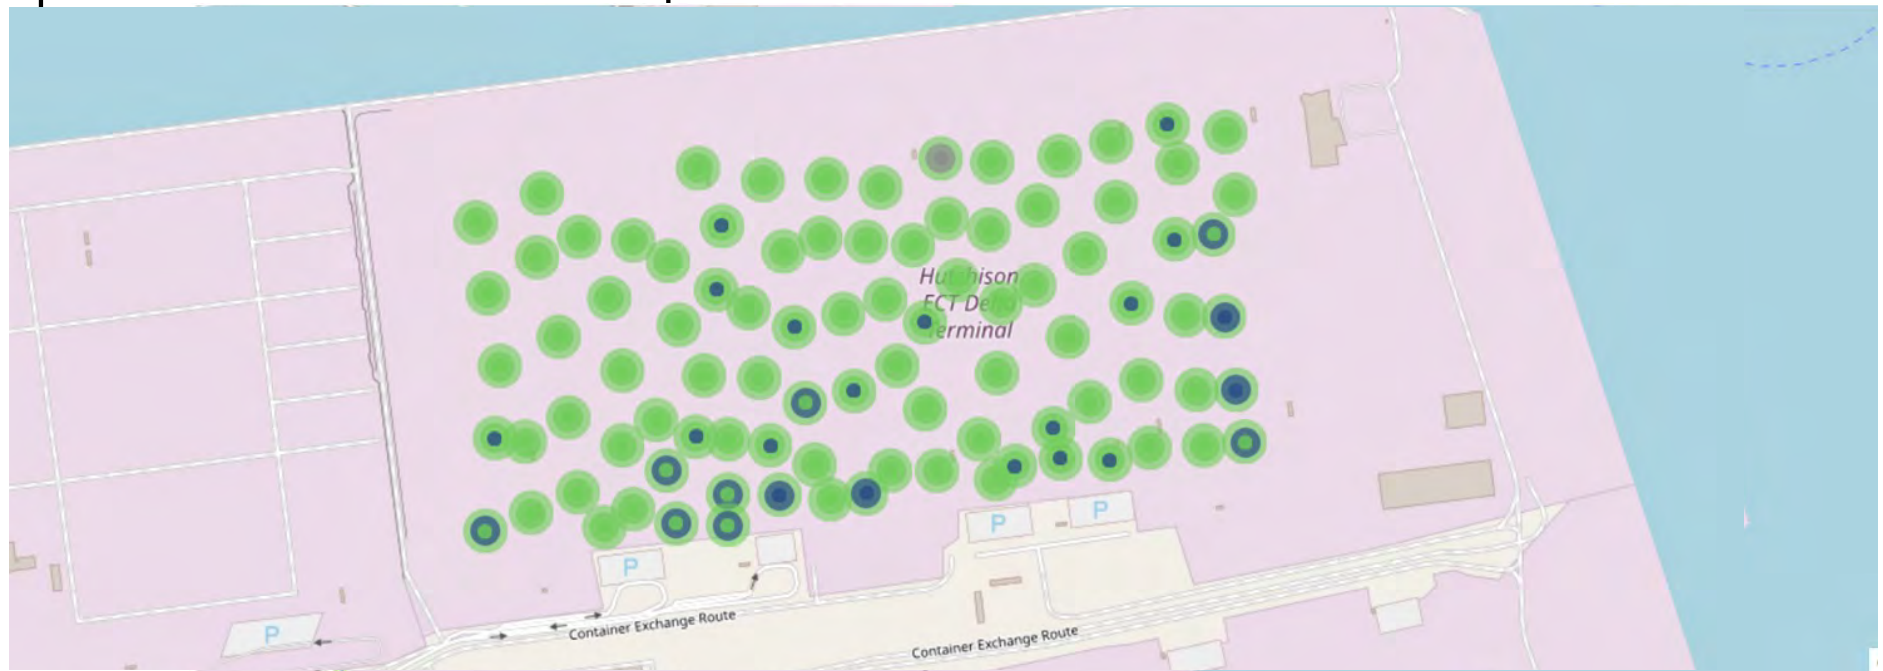 Hutchison
ECT Delta
Terminal
P
P
P
P
Container Exchange Route
Container Exchange Route